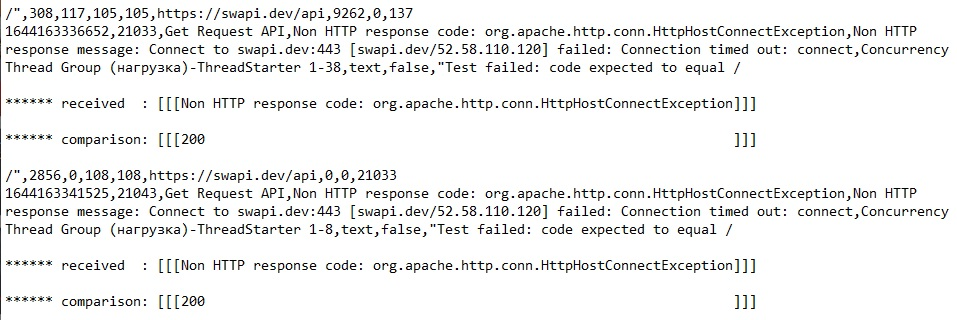 /",308,117,105,105,https://swapi.dev/api,9262,0,137
1644163336652,21033,Get Request API,Non HTTP response code: org.apache.http.conn.HttpHostConnectException,Non HTTP
response message: Connect to swapi.dev:443 [swapi.dev/52.58.110.120] failed: Connection timed out: connect,Concurrency
Thread Group (нагрузка)-ThreadStarter 1-38,text,false,"Test failed: code expected to equal /
****** received  : [[[Non HTTP response code: org.apache.http.conn.HttpHostConnectException]]]
****** comparison: [[[200                                                                  ]]]
/",2856,0,108,108,https://swapi.dev/api,0,0,21033
1644163341525,21043,Get Request API,Non HTTP response code: org.apache.http.conn.HttpHostConnectException,Non HTTP
response message: Connect to swapi.dev:443 [swapi.dev/52.58.110.120] failed: Connection timed out: connect,Concurrency
Thread Group (нагрузка)-ThreadStarter 1-8,text,false,"Test failed: code expected to equal /
****** received  : [[[Non HTTP response code: org.apache.http.conn.HttpHostConnectException]]]
****** comparison: [[[200                                                                  ]]]